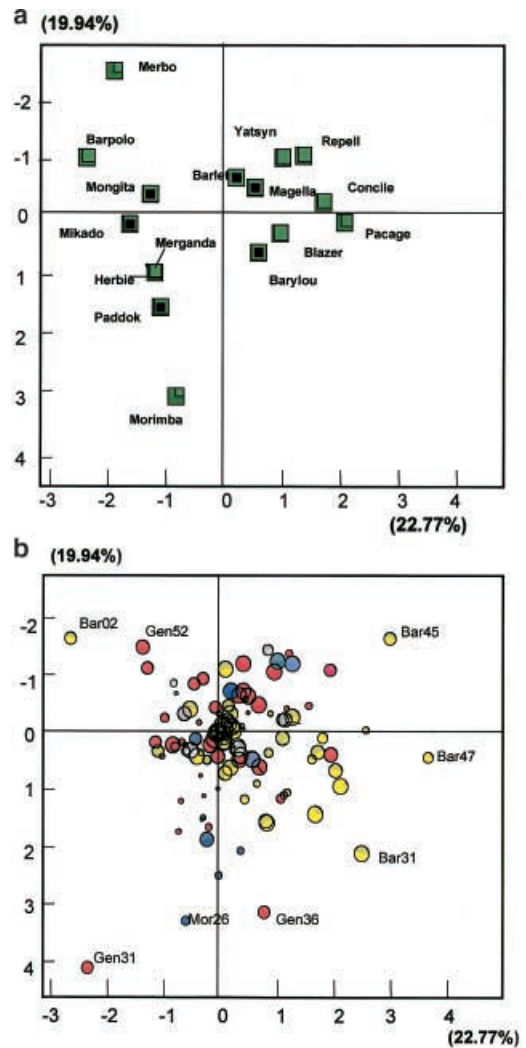 a (19.94%)
Merbo
-2
Yatsyn Repell
Barpolo
-1
Mongita Barlet Magella Concile
0
Mikado Merganda Pacage
Herbie Blazer
1
Barylou
Paddok
2
3
Morimba
4
-3 -2 -1 0 1 2 3 4
(22.77%)
b (19.94%)
Bar02 Gen52 Bar45
-2
-1
0
Bar47
1
2
Bar31
3
Mor26 Gen36
Gen31
4
-3 -2 -1 0 1 2 3 4
(22.77%)